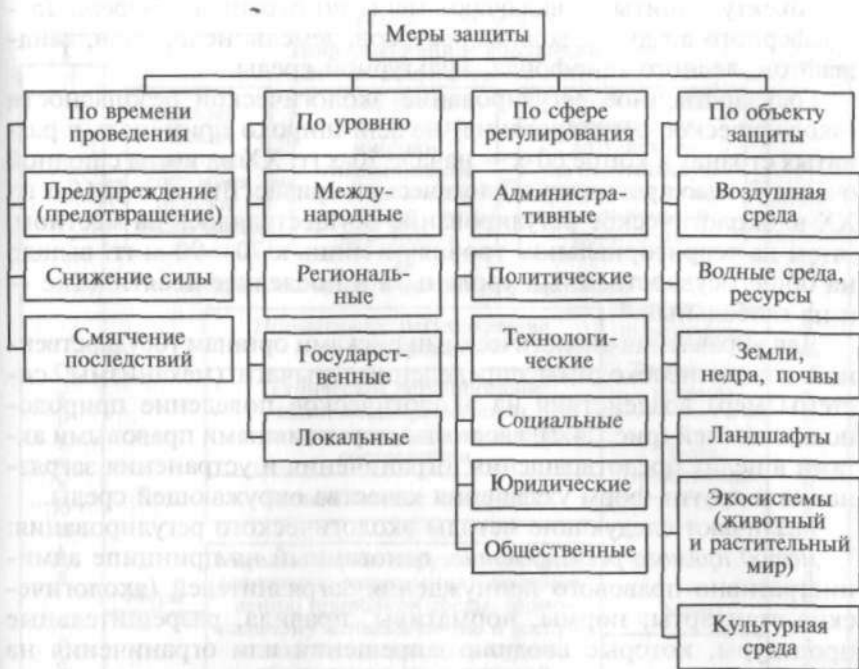 Меры защиты
По времени
проведения
Предупреждение
(предотвращение)
Снижение силы
Смягчение
последствий
По уровню
Между-
народные
Региональ-
ные
Государст-
венные
Локальные
По сфере
регулирования
Администра-
тивные
Политические
Технологи-
ческие
Социальные
Юридические
Общественные
По объекту
Воздушная
среда
Водные среда,
ресурсы
Земли,
недра, почвы
Ландшафты
Экосистемы
(животный
и растительный
мир)
Культурная
среда